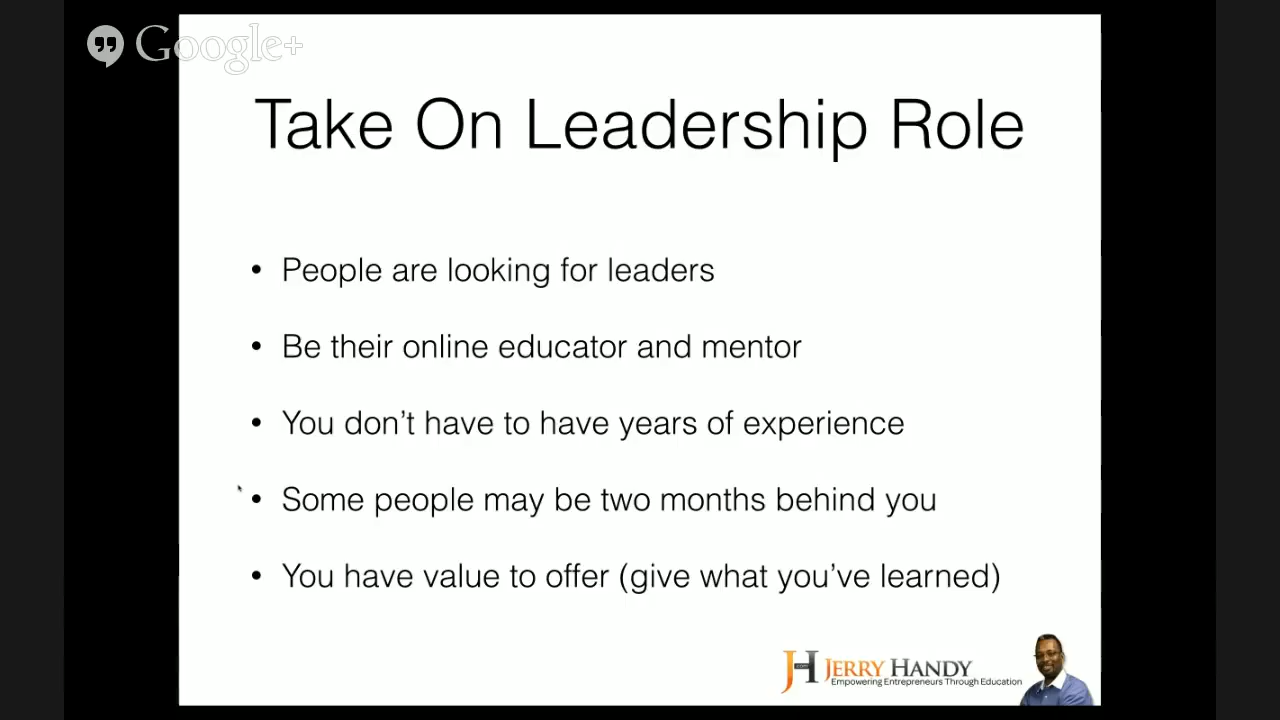 Google+
Take On Leadership Role
• People are looking for leaders
• Be their online educator and mentor
• You don’t have to have years of experience
• Some people may be two months behind you
• You have value to offer (give what you’ve learned)
JH
.com
JERRY HANDY
Empowering Entrepreneurs Through Education